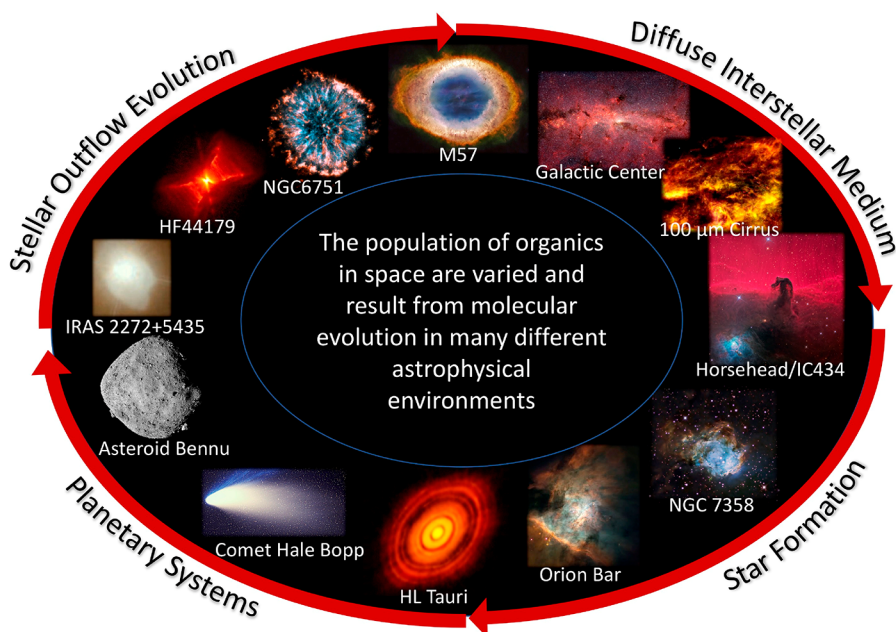 Stellar Outflow Evolution
Diffuse Interstellar Medium
Star Formation
Planetary Systems
M57
Galactic Center
100 µm Cirrus
Horsehead/IC434
NGC 7358
Orion Bar
HL Tauri
Comet Hale Bopp
Asteroid Bennu
IRAS 2272+5435
HF44179
NGC6751
The population of organics
in space are varied and
result from molecular
evolution in many different
astrophysical
environments